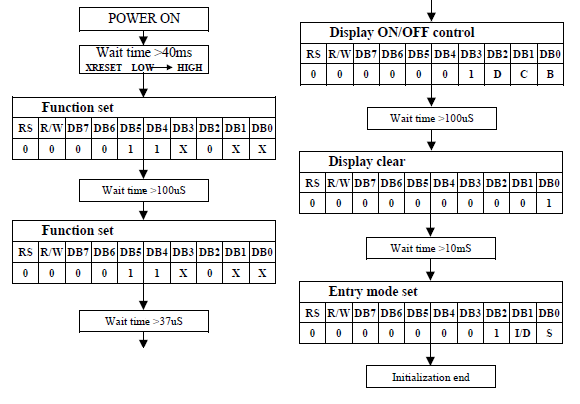 POWER ON
Wait time >40ms
XRESET LOW HIGH
Function set
RS R/W DB7 DB6 DB5 DB4 DB3 DB2 DB1 DB0
0 0 0 0 1 1 X 0 X X
Wait time >100uS
Function set
RS R/W DB7 DB6 DB5 DB4 DB3 DB2 DB1 DB0
0 0 0 0 1 1 X 0 X X
Wait time >37uS
Display ON/OFF control
RS R/W DB7 DB6 DB5 DB4 DB3 DB2 DB1 DB0
0 0 0 0 0 0 1 D C B
Wait time >100uS
Display clear
RS R/W DB7 DB6 DB5 DB4 DB3 DB2 DB1 DB0
0 0 0 0 0 0 0 0 0 1
Wait time >10mS
Entry mode set
RS R/W DB7 DB6 DB5 DB4 DB3 DB2 DB1 DB0
0 0 0 0 0 0 0 1 I/D S
Initialization end